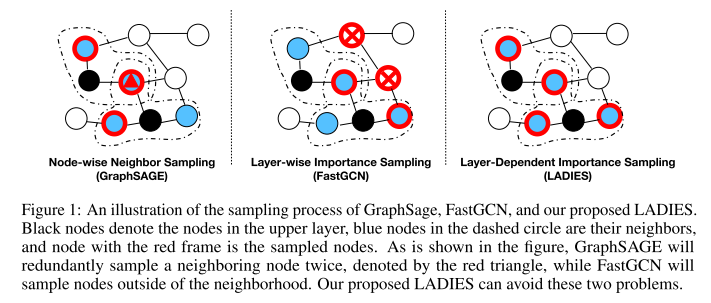 Node-wise Neighbor Sampling
(GraphSAGE)
Layer-wise Importance Sampling
(FastGCN)
Layer-Dependent Importance Sampling
(LADIES)
Figure 1: An illustration of the sampling process of GraphSage, FastGCN, and our proposed LADIES.
Black nodes denote the nodes in the upper layer, blue nodes in the dashed circle are their neighbors,
and node with the red frame is the sampled nodes. As is shown in the figure, GraphSAGE will
redundantly sample a neighboring node twice, denoted by the red triangle, while FastGCN will
sample nodes outside of the neighborhood. Our proposed LADIES can avoid these two problems.